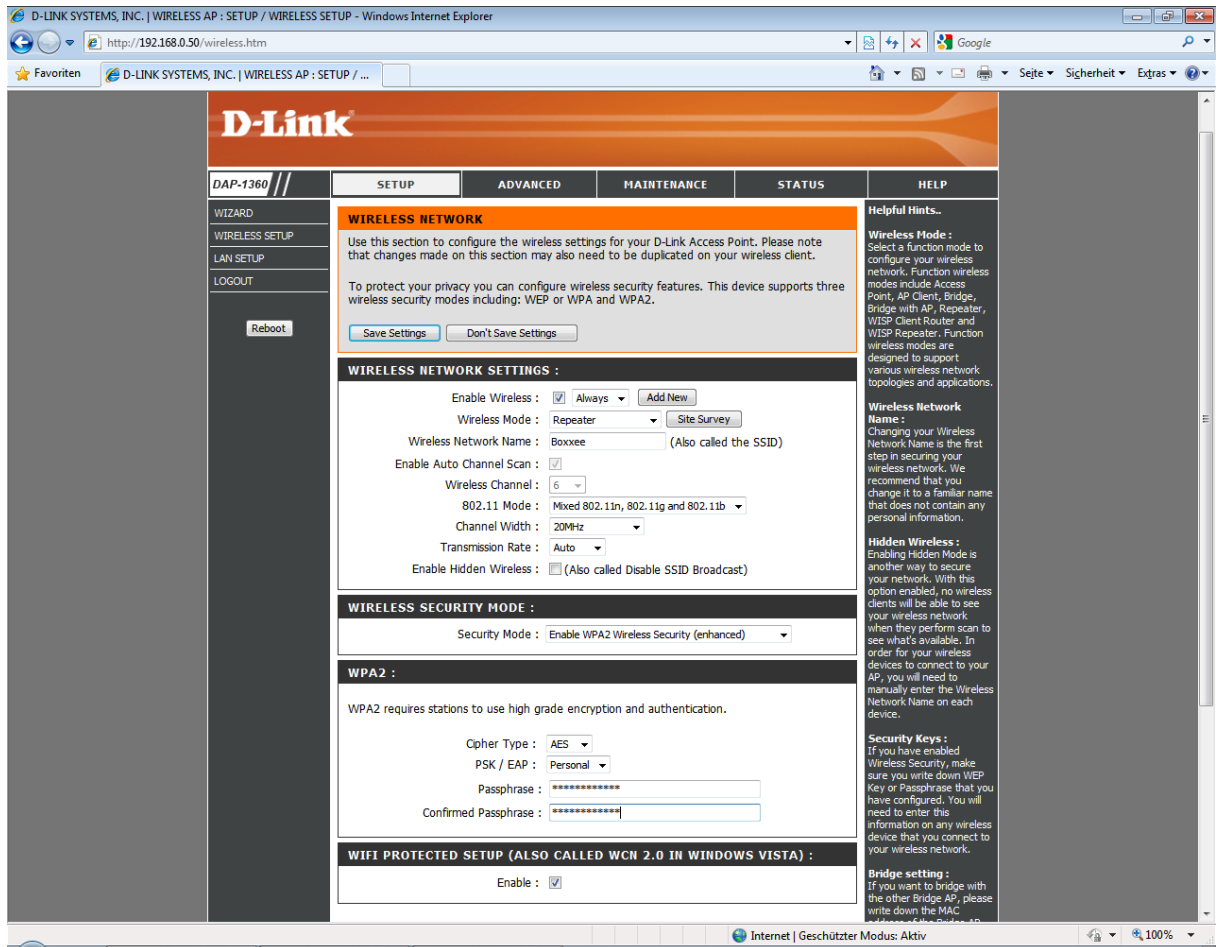 D-LINK SYSTEMS, INC. | WIRELESS AP : SETUP / WIRELESS SETUP - Windows Internet Explorer
http://192.168.0.50/wireless.htm
Google
Favoriten
D-LINK SYSTEMS, INC. | WIRELESS AP : SETUP / ...
Seite
Sicherheit
Extras
D-Link
DAP-1360
SETUP
ADVANCED
MAINTENANCE
STATUS
HELP
WIZARD
WIRELESS SETUP
LAN SETUP
LOGOUT
Reboot
WIRELESS NETWORK
Use this section to configure the wireless settings for your D-Link Access Point. Please note
that changes made on this section may also need to be duplicated on your wireless client.
To protect your privacy you can configure wireless security features. This device supports three
wireless security modes including: WEP or WPA and WPA2.
Save Settings
Don't Save Settings
WIRELESS NETWORK SETTINGS :
Enable Wireless : Always Add New
Wireless Mode : Repeater Site Survey
Wireless Network Name : Boxxee (Also called the SSID)
Enable Auto Channel Scan :
Wireless Channel : 6
802.11 Mode : Mixed 802.11n, 802.11g and 802.11b
Channel Width : 20MHz
Transmission Rate : Auto
Enable Hidden Wireless : (Also called Disable SSID Broadcast)
WIRELESS SECURITY MODE :
Security Mode : Enable WPA2 Wireless Security (enhanced)
WPA2 :
WPA2 requires stations to use high grade encryption and authentication.
Cipher Type : AES
PSK / EAP : Personal
Passphrase : ************
Confirmed Passphrase : ************
WIFI PROTECTED SETUP (ALSO CALLED WCN 2.0 IN WINDOWS VISTA) :
Enable :
Helpful Hints..
Wireless Mode :
Select a function mode to
configure your wireless
network. Function wireless
modes include Access
Point, AP Client, Bridge,
Bridge with AP, Repeater,
WISP Client Router and
WISP Repeater. Function
wireless modes are
designed to support
various wireless network
topologies and applications.
Wireless Network
Name :
Changing your Wireless
Network Name is the first
step in securing your
wireless network. We
recommend that you
change it to a familiar name
that does not contain any
personal information.
Hidden Wireless :
Enabling Hidden Mode is
another way to secure
your network. With this
option enabled, no wireless
clients will be able to see
your wireless network
when they perform scan to
see what's available. In
order for your wireless
devices to connect to your
AP, you will need to
manually enter the Wireless
Network Name on each
device.
Security Keys :
If you have enabled
Wireless Security, make
sure you write down WEP
Key or Passphrase that you
have configured. You will
need to enter this
information on any wireless
device that you connect to
your wireless network.
Bridge setting :
If you want to bridge with
the other Bridge AP, please
write down the MAC
address of the Bridge AP
Internet | Geschützter Modus: Aktiv
100%